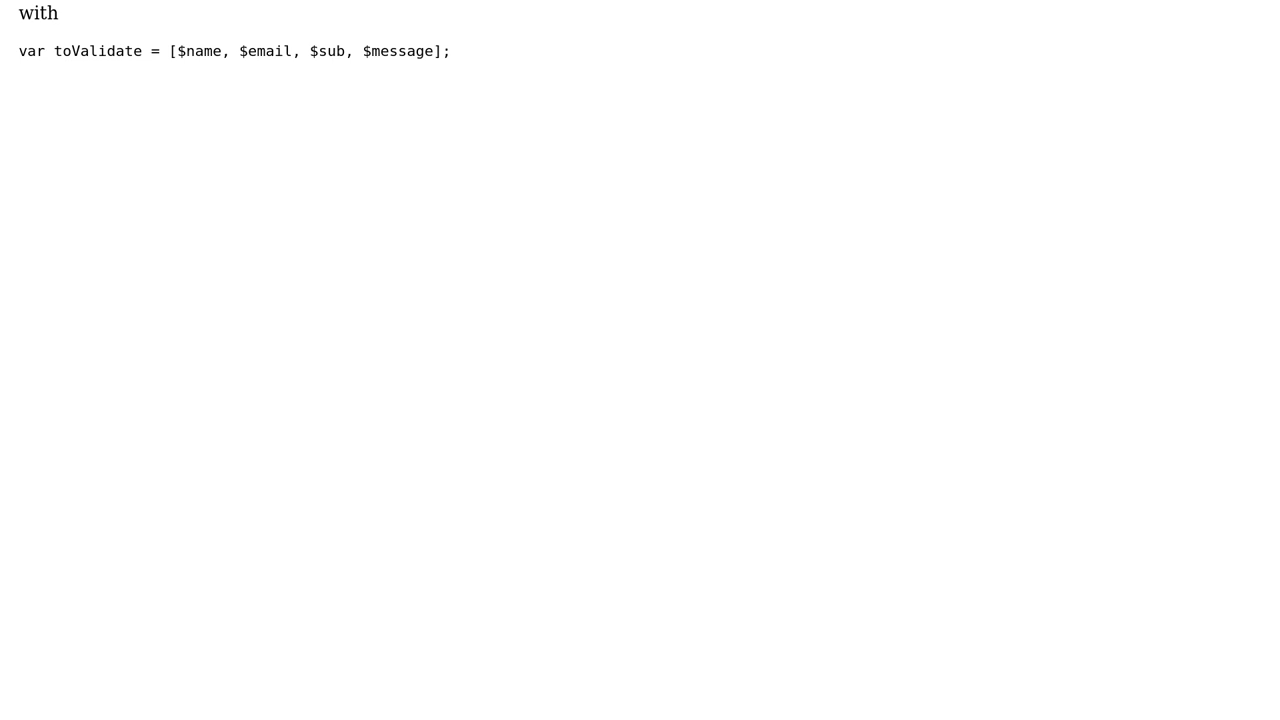 with
var toValidate = [$name, $email, $sub, $message];